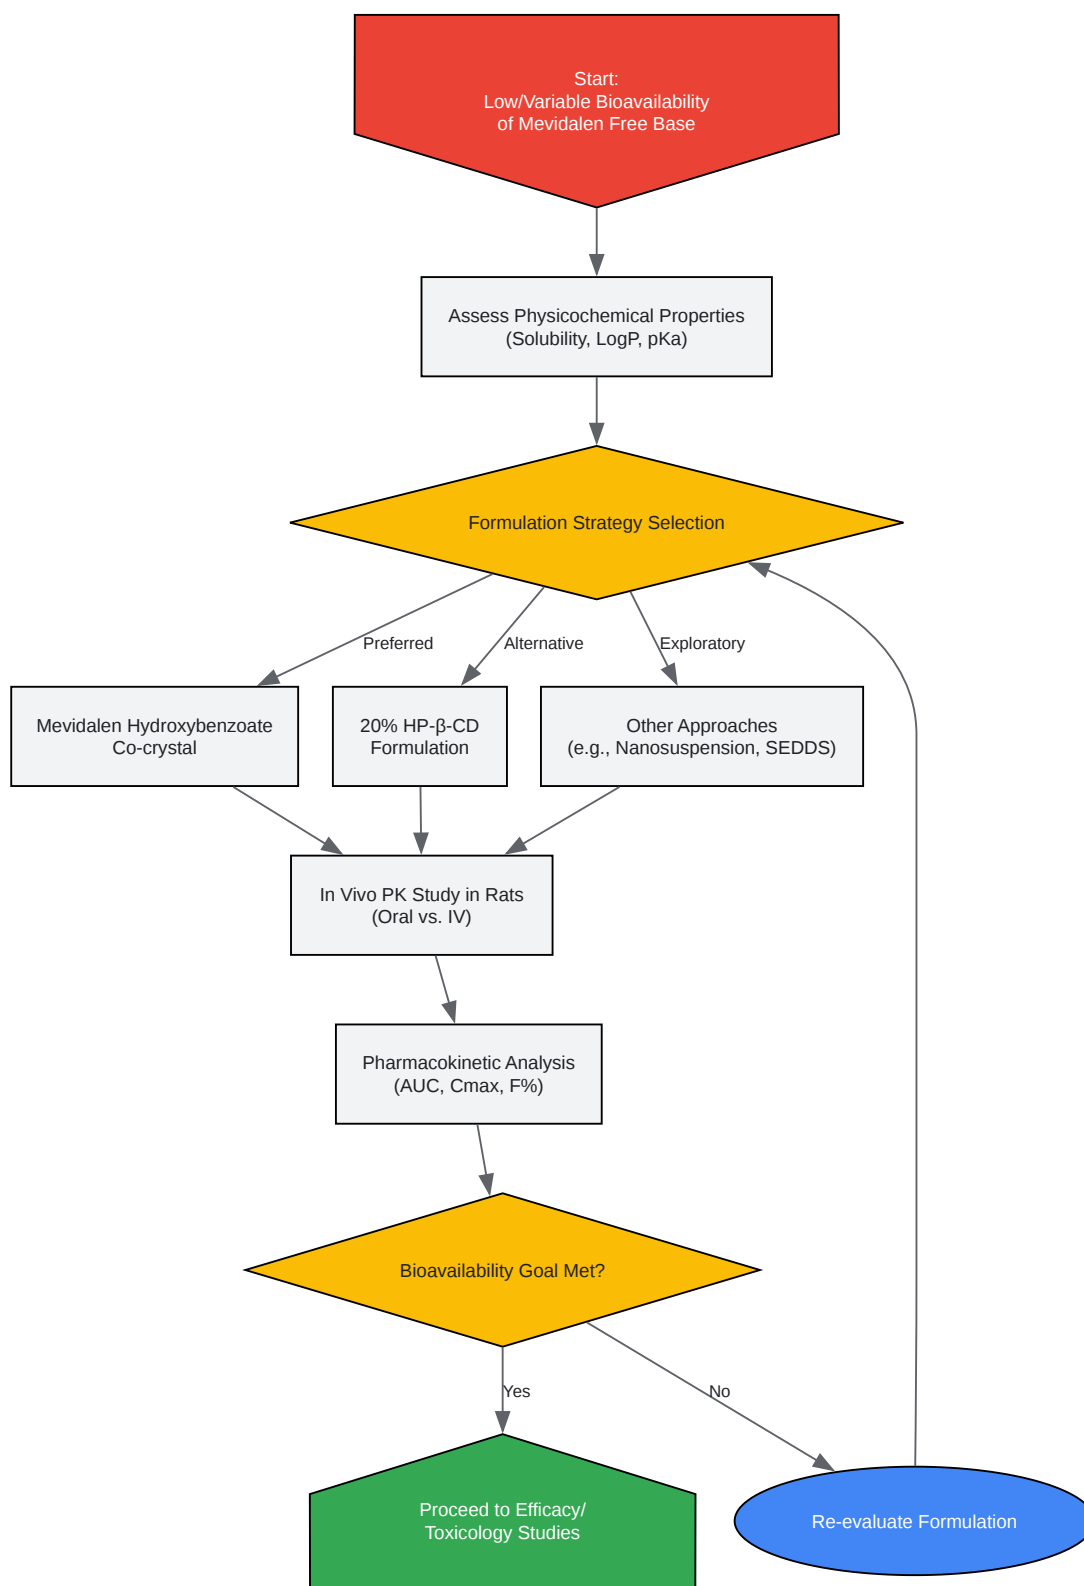 Start:
Low/Variable Bioavailability
of Mevidalen Free Base
Assess Physicochemical Properties
(Solubility, LogP, pKa)
Formulation Strategy Selection
Preferred
Alternative
Exploratory
Mevidalen Hydroxybenzoate
Co-crystal
20% HP-β-CD
Formulation
Other Approaches
(e.g., Nanosuspension, SEDDS)
In Vivo PK Study in Rats
(Oral vs. IV)
Pharmacokinetic Analysis
(AUC, Cmax, F%)
Bioavailability Goal Met?
Yes
No
Proceed to Efficacy/
Toxicology Studies
Re-evaluate Formulation